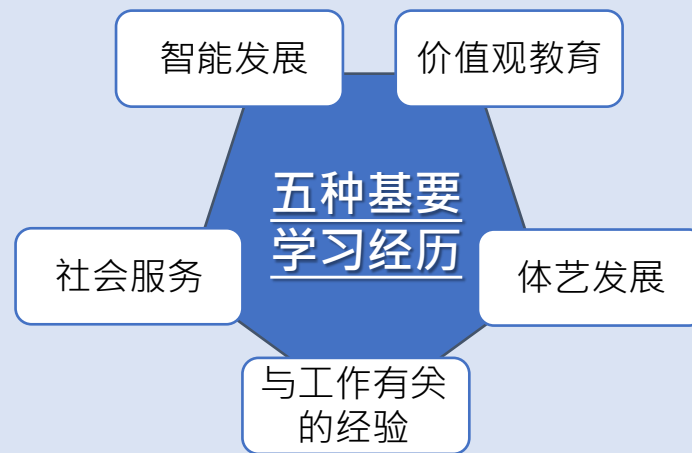 智能发展
价值观教育
五种基要
学习经历
社会服务
体艺发展
与工作有关
的经验